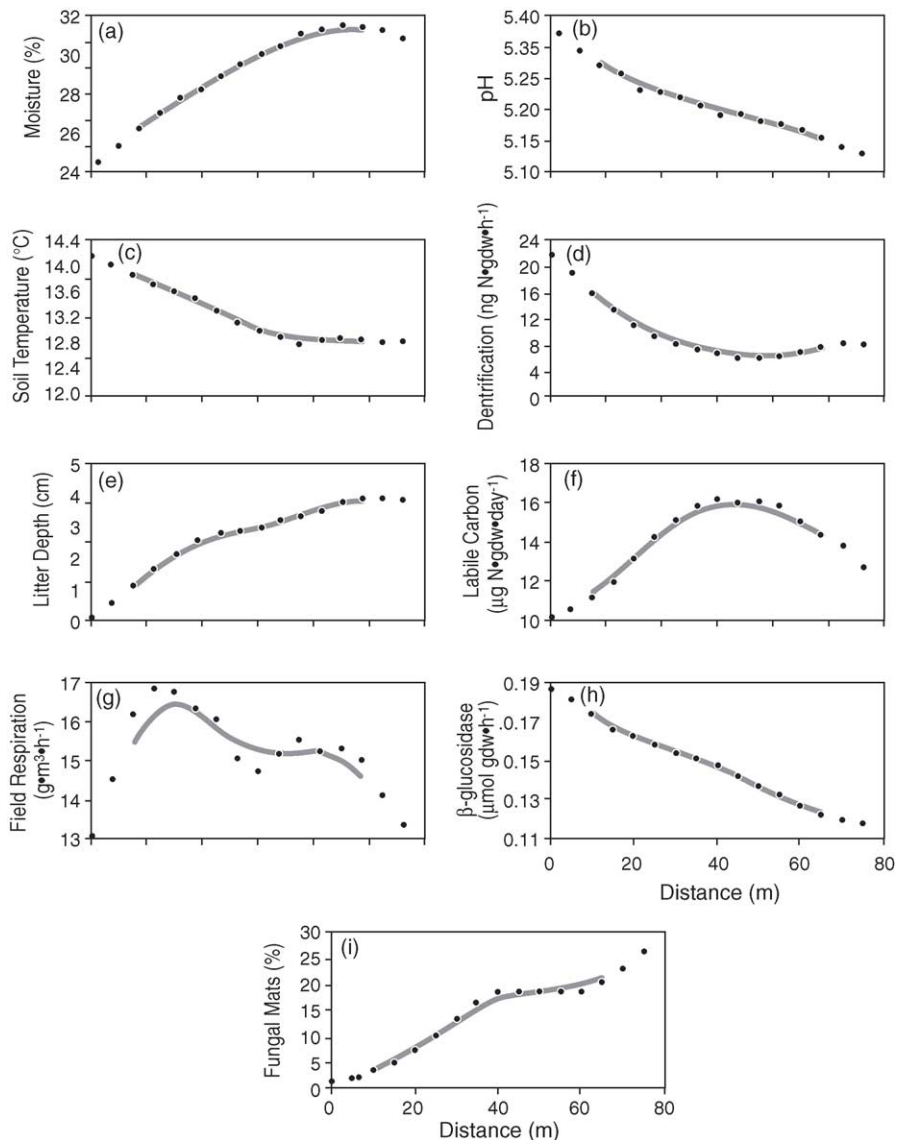 (a)
Moisture (%)
32
30
28
26
24
(b)
pH
5.40
5.35
5.25
5.20
5.15
5.10
(c)
Soil Temperature (°C)
14.4
14.0
13.6
13.2
12.8
12.4
12.0
(d)
Dentrification (ng N•gdw•h-1)
24
20
16
12
8
4
0
(e)
Litter Depth (cm)
5
4
3
2
1
0
(f)
Labile Carbon
(µg N•gdw•day-1)
18
16
14
12
10
(g)
Field Respiration
(g•m3•h-1)
17
16
15
14
13
(h)
β-glucosidase
(µmol gdw•h-1)
0.19
.017
0.15
0.13
0.11
0 20 40 60 80
Distance (m)
(i)
Fungal Mats (%)
30
25
20
15
10
5
0
0 20 40 60 80
Distance (m)